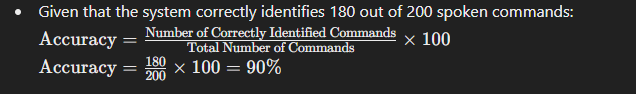 • Given that the system correctly identifies 180 out of 200 spoken commands:
Accuracy = Number of Correctly Identified Commands / Total Number of Commands × 100
Accuracy = 180/200 × 100 = 90%